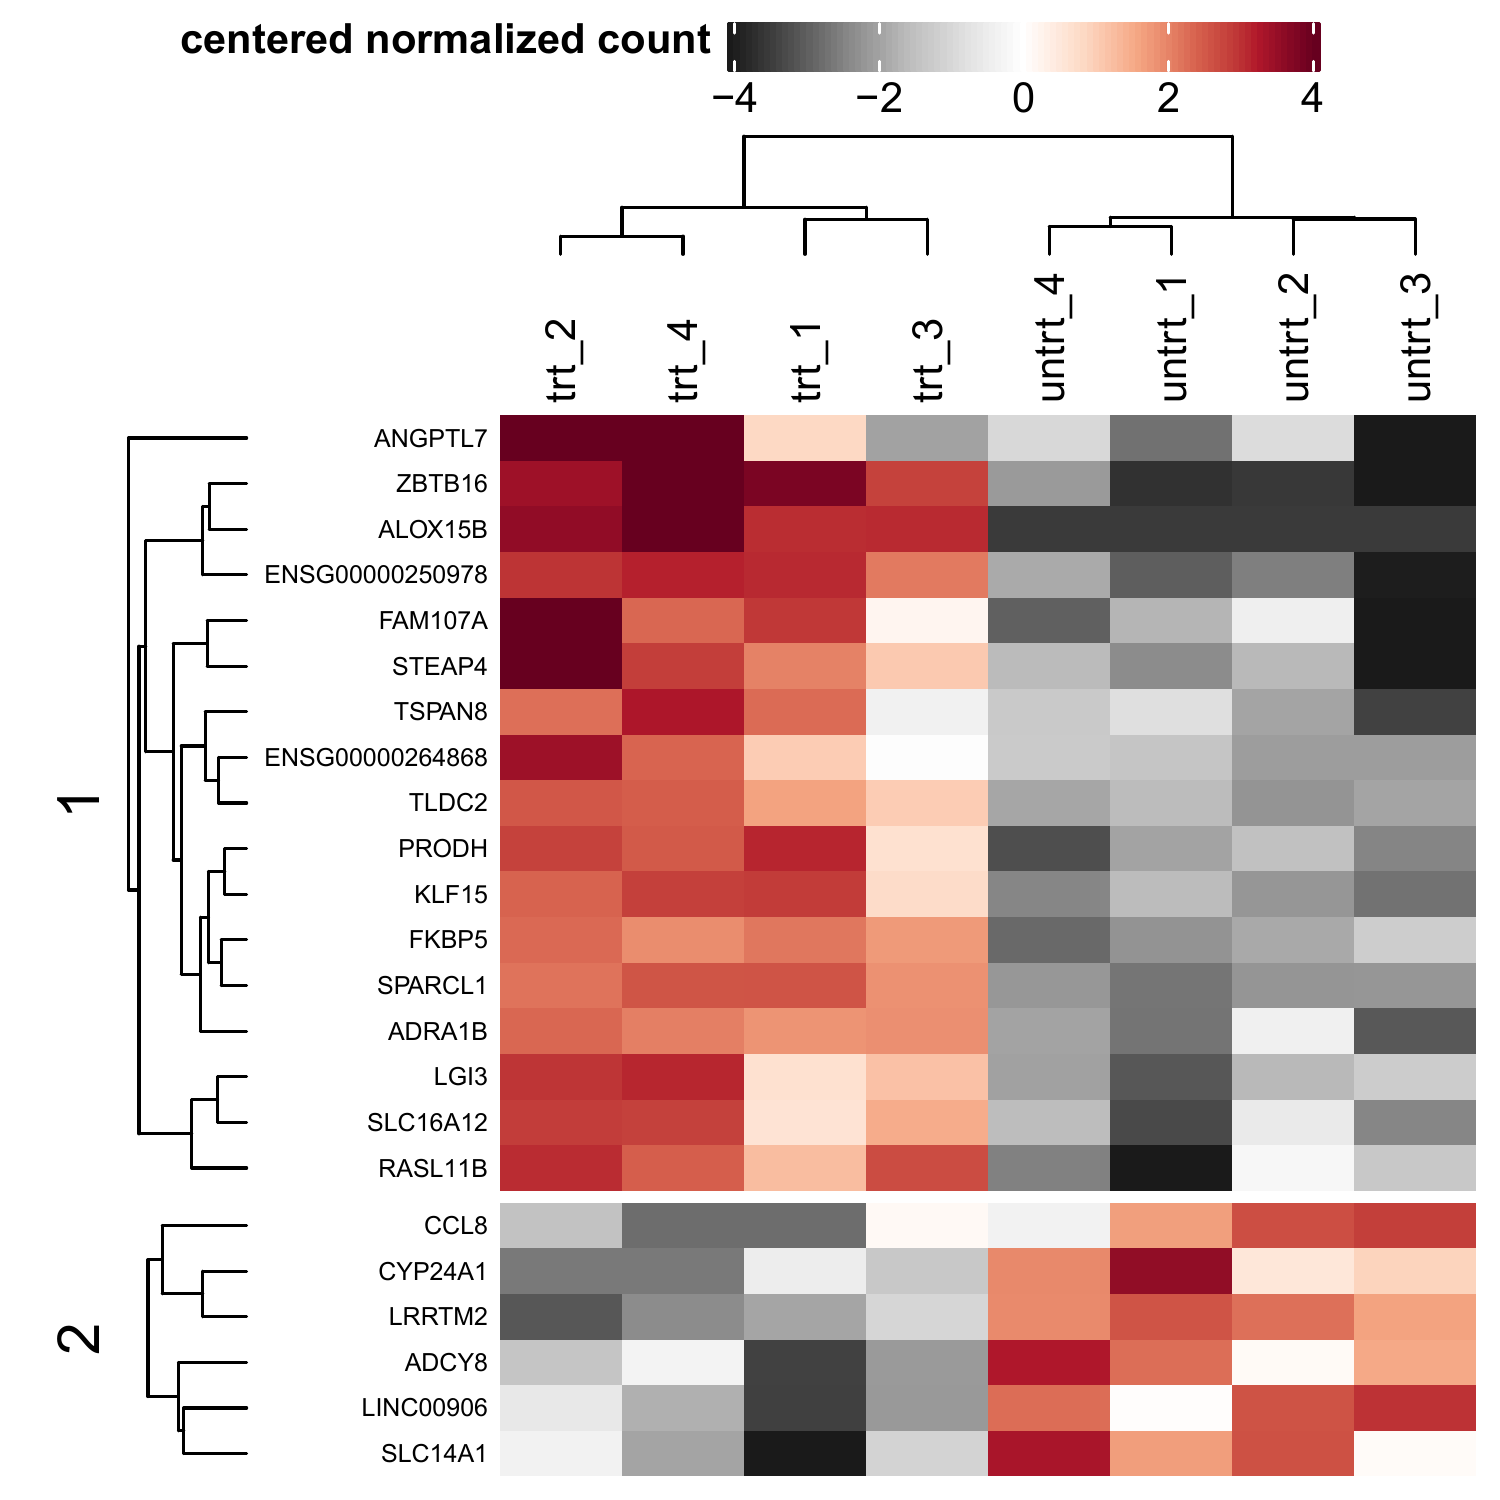 centered normalized count
−4 −2 0 2 4
trt_2 trt_4 trt_1 trt_3 untrt_4 untrt_1 untrt_2 untrt_3
1
ANGPTL7
ZBTB16
ALOX15B
ENSG00000250978
FAM107A
STEAP4
TSPAN8
ENSG00000264868
TLDC2
PRODH
KLF15
FKBP5
SPARCL1
ADRA1B
LGI3
SLC16A12
RASL11B
2
CCL8
CYP24A1
LRRTM2
ADCY8
LINC00906
SLC14A1